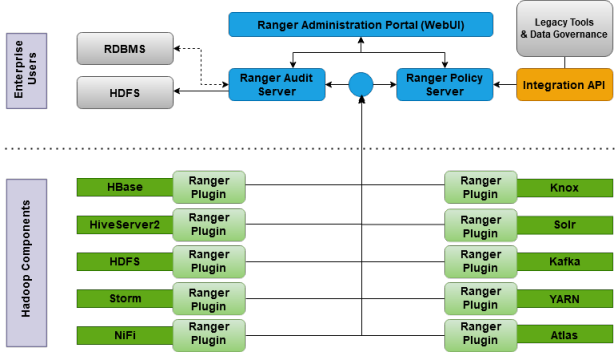 Enterprise
Users
Ranger Administration Portal (WebUI)
Legacy Tools
& Data Governance
RDBMS
HDFS
Ranger Audit
Server
Ranger Policy
Server
Integration API
Hadoop Components
HBase
Ranger
Plugin
Ranger
Plugin
Knox
HiveServer2
Ranger
Plugin
Ranger
Plugin
Solr
HDFS
Ranger
Plugin
Ranger
Plugin
Kafka
Storm
Ranger
Plugin
Ranger
Plugin
YARN
NiFi
Ranger
Plugin
Ranger
Plugin
Atlas